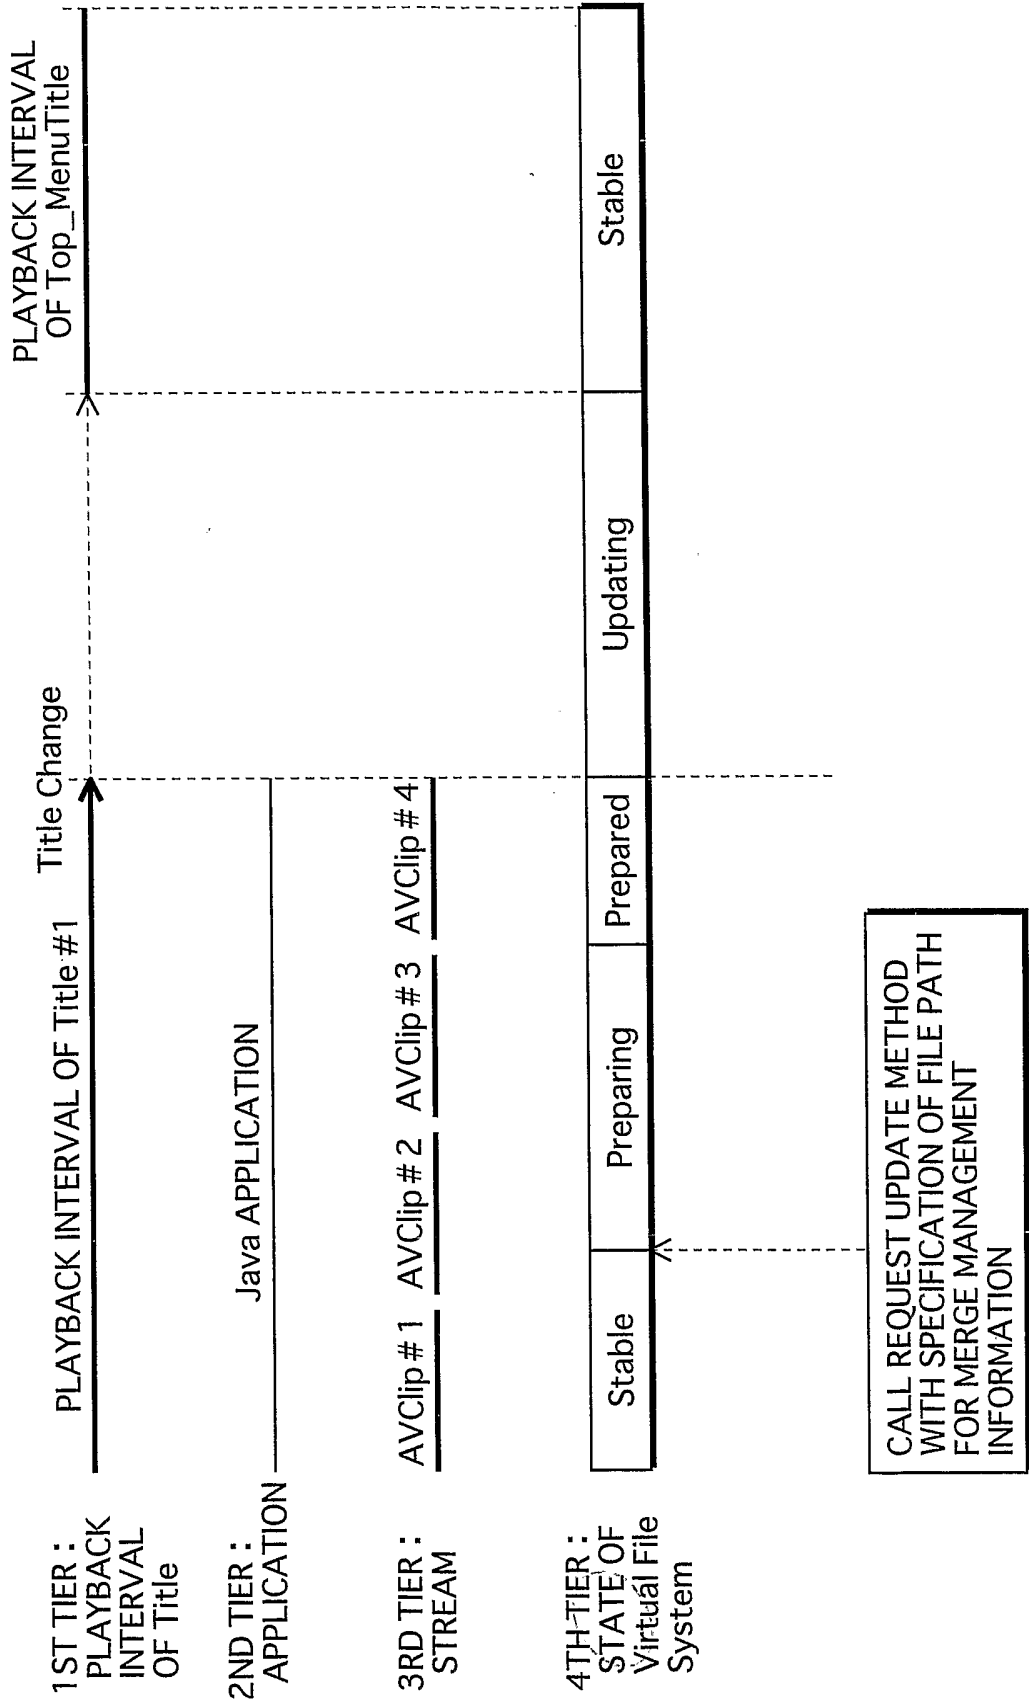 1ST TIER :
PLAYBACK
INTERVAL
OF Title
PLAYBACK INTERVAL OF Title #1
Title Change
PLAYBACK INTERVAL
OF Top_MenuTitle
2ND TIER :
APPLICATION
Java APPLICATION
3RD TIER :
STREAM
AVClip#1 AVClip#2 AVClip#3 AVClip#4
4TH TIER :
STATE OF
Virtual File
System
Stable Preparing Prepared Updating Stable
CALL REQUEST UPDATE METHOD
WITH SPECIFICATION OF FILE PATH
FOR MERGE MANAGEMENT
INFORMATION